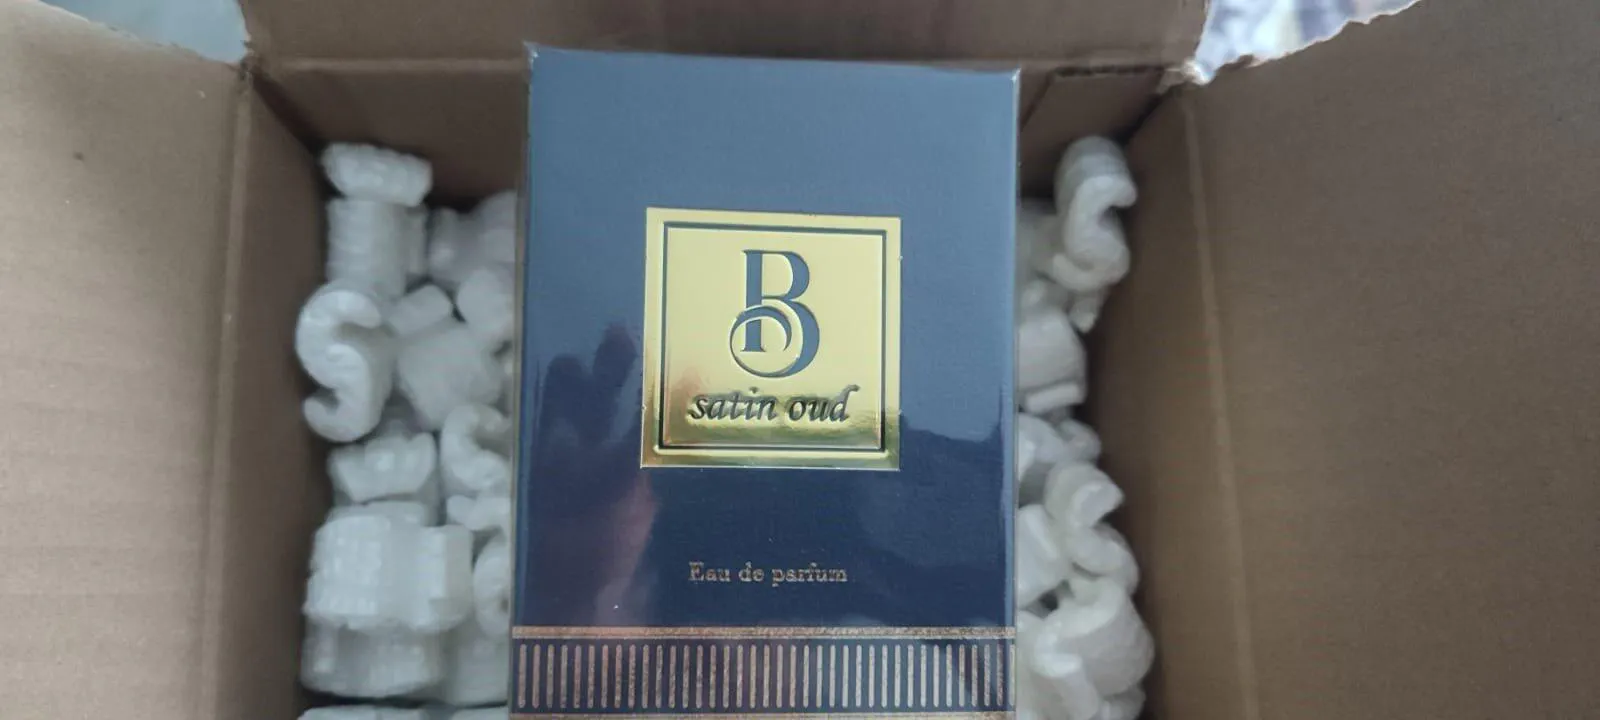 B
satin oud
Eau de parfum